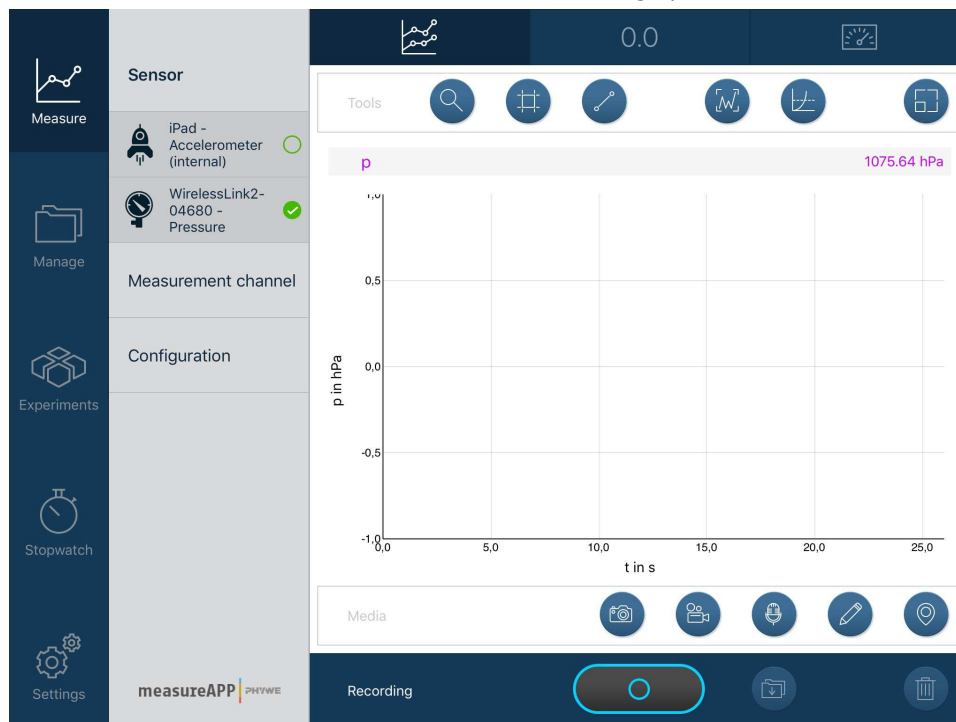 0.0
Measure
Sensor
Tools
iPad -
Accelerometer
(internal)
p
1075.64 hPa
WirelessLink2-
04680 -
Pressure
Manage
Measurement channel
Configuration
Experiments
Stopwatch
Settings
1,0
0,5
0,0
-0,5
-1,0
p in hPa
0,0
5,0
10,0
15,0
20,0
25,0
t in s
Media
measureAPP PHYWE
Recording